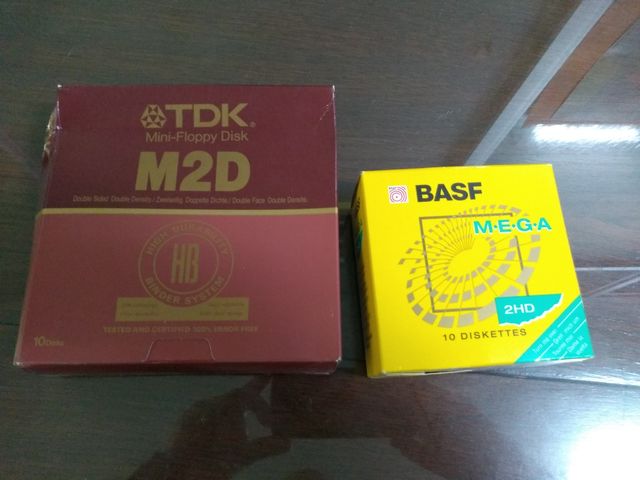 TDK®
Mini-Floppy Disk
M2D
Double Sided Double Density / Zweiseitig Doppelte Dichte / Double Face Double Densité
HIGH DURABILITY
HB
BINDER SYSTEM
TESTED AND CERTIFIED 100% ERROR FREE
10 Disks
BASF
M·E·G·A
2HD
10 DISKETTES